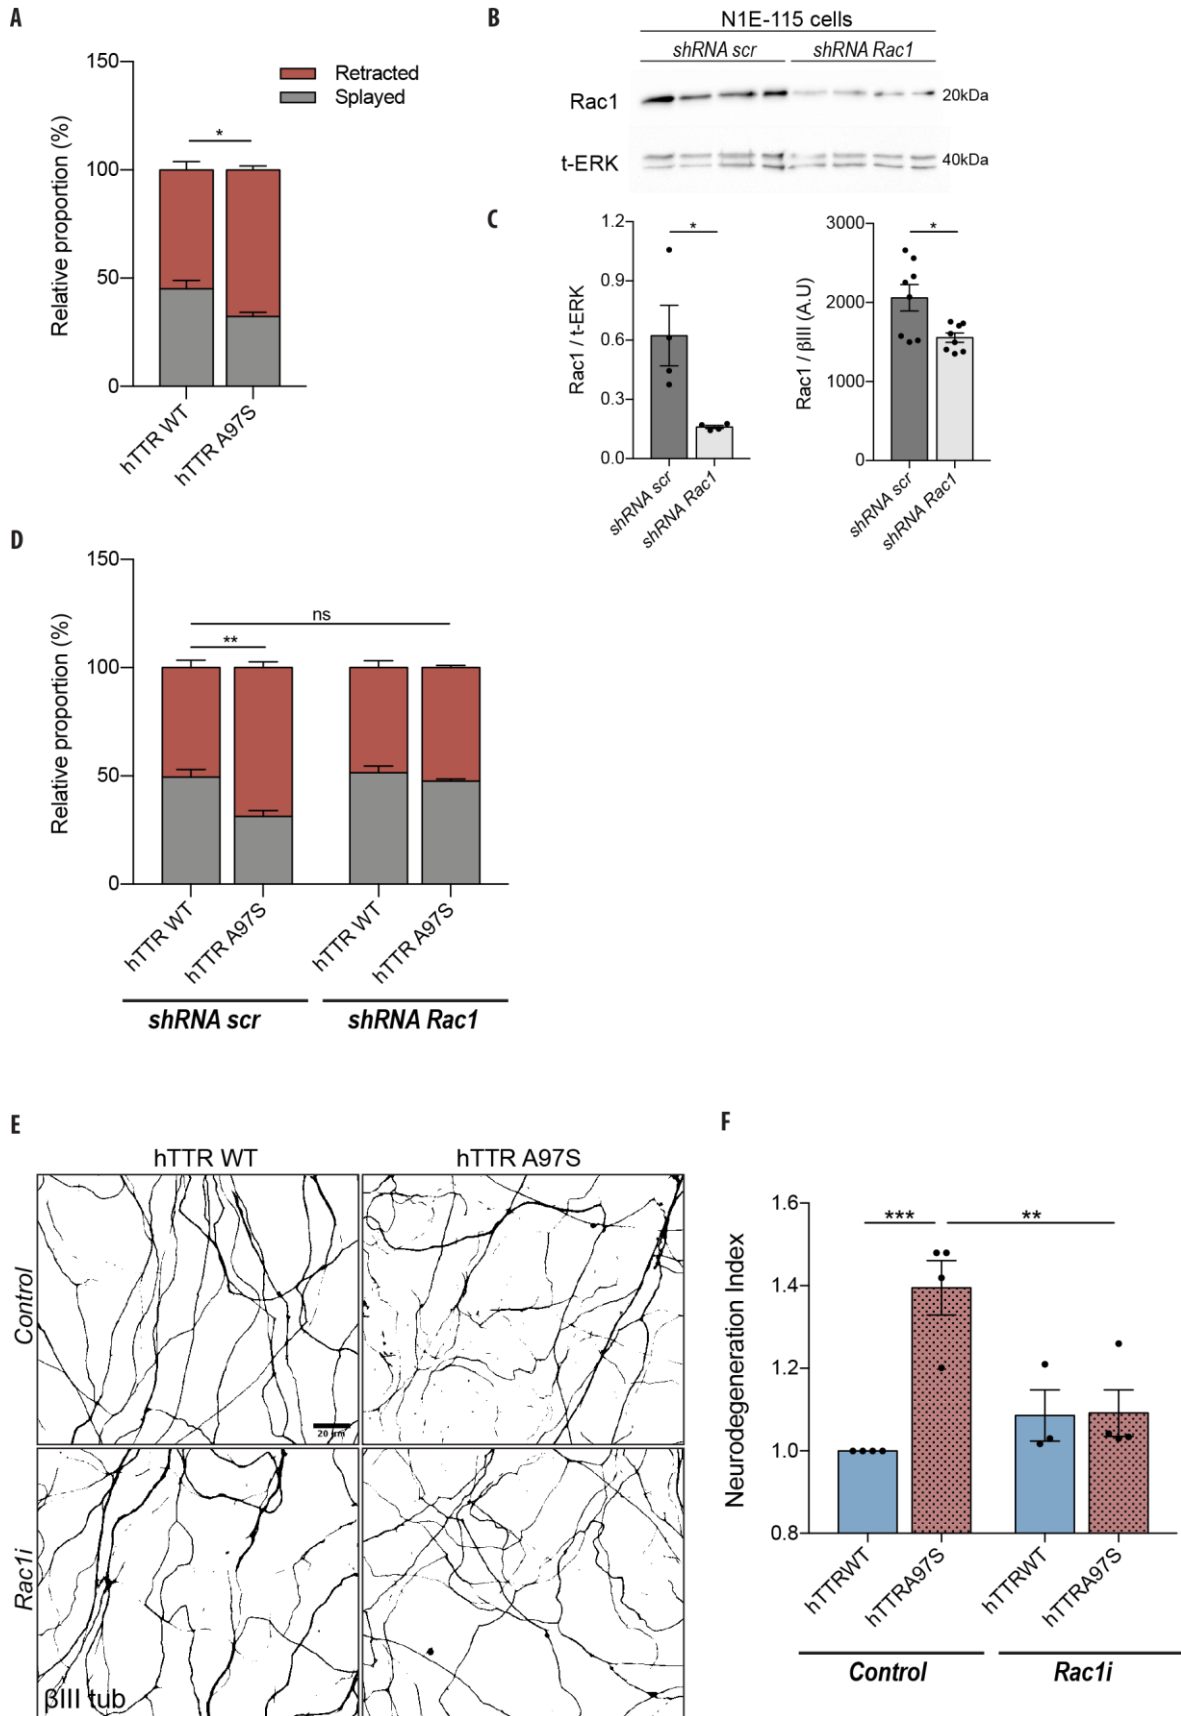 A
Relative proportion (%)
150
100
50
0
*
Retracted
Splayed
hTTR WT
hTTR A97S
B
N1E-115 cells
shRNA scr
shRNA Rac1
Rac1
20kDa
t-ERK
40kDa
C
Rac1 / t-ERK
1.2
0.9
0.6
0.3
0.0
*
shRNA scr
shRNA Rac1
Rac1 / βIII (A.U)
3000
2000
1000
0
*
shRNA scr
shRNA Rac1
D
Relative proportion (%)
150
100
50
0
ns
**
hTTR WT
hTTR A97S
hTTR WT
hTTR A97S
shRNA scr
shRNA Rac1
E
hTTR WT
hTTR A97S
Control
20 µm
Rac1i
βIII tub
F
Neurodegeneration Index
1.6
1.4
1.2
1.0
0.8
***
**
hTTRWT
hTTRA97S
hTTRWT
hTTRA97S
Control
Rac1i